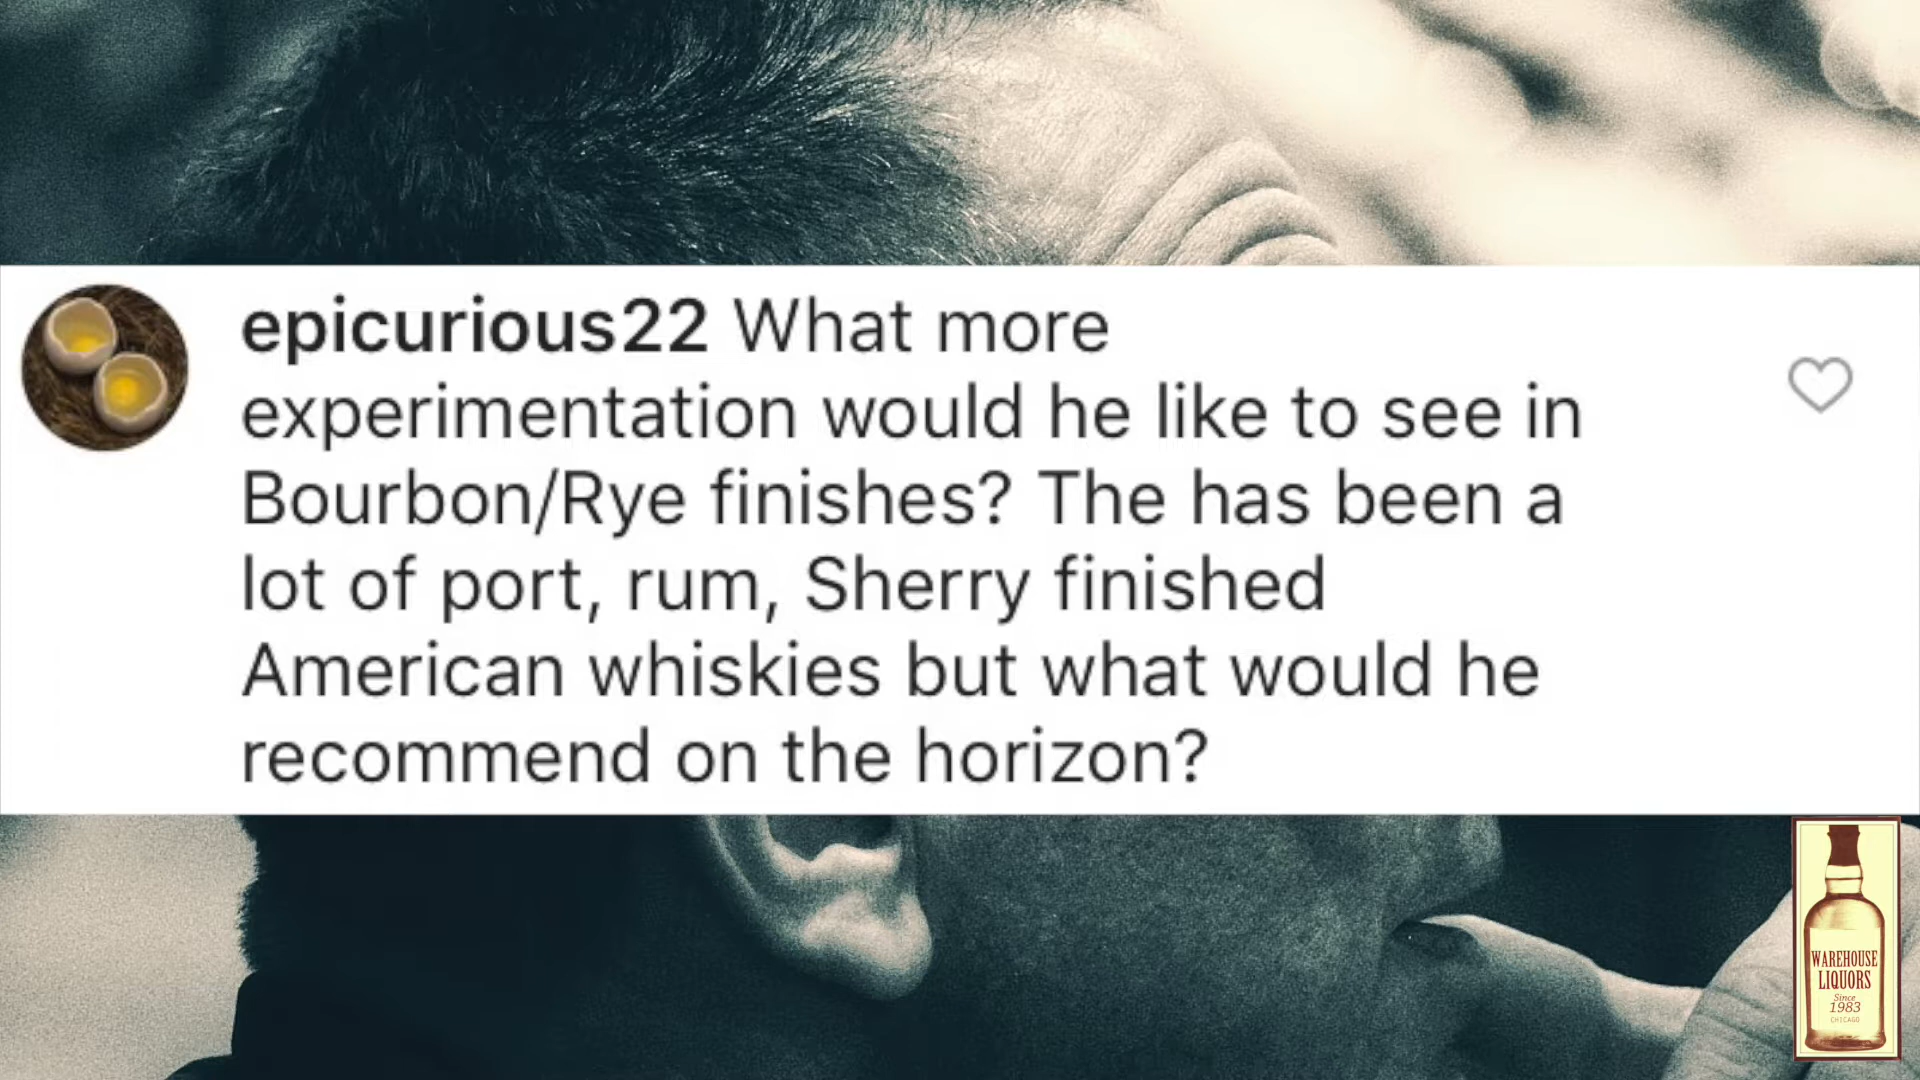 epicurious22 What more
experimentation would he like to see in
Bourbon/Rye finishes? The has been a
lot of port, rum, Sherry finished
American whiskies but what would he
recommend on the horizon?
WAREHOUSE
LIQUORS
Since
1983
CHICAGO